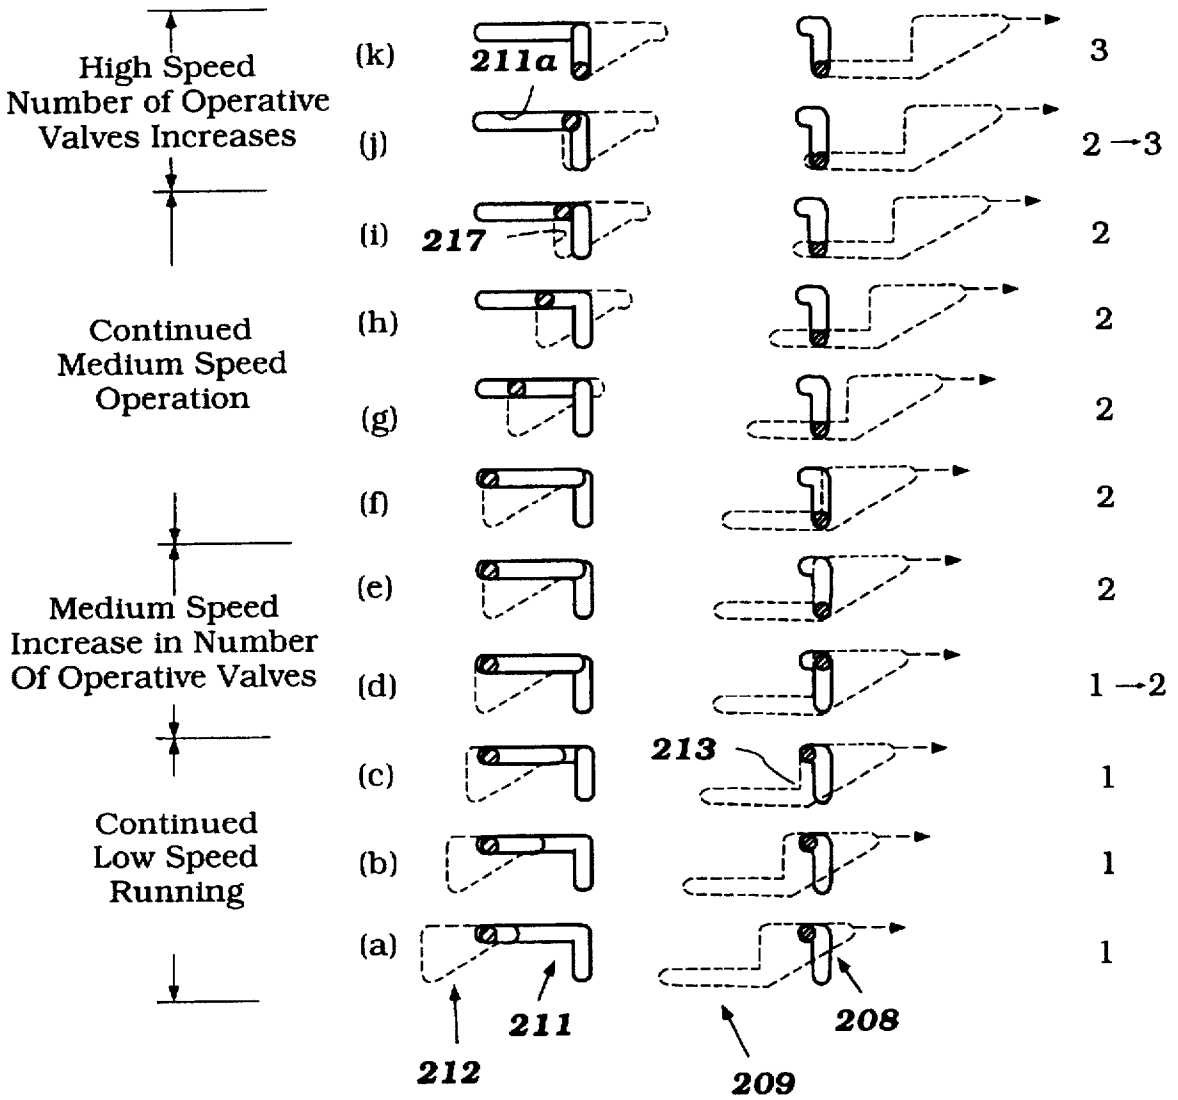 High Speed
Number of Operative
Valves Increases
(k)
211a
3
(j)
2→3
(i)
217
2
Continued
Medium Speed
Operation
(h)
2
(g)
2
(f)
2
Medium Speed
Increase in Number
Of Operative Valves
(e)
2
(d)
1→2
(c)
213
1
Continued
Low Speed
Running
(b)
1
(a)
1
211
208
212
209